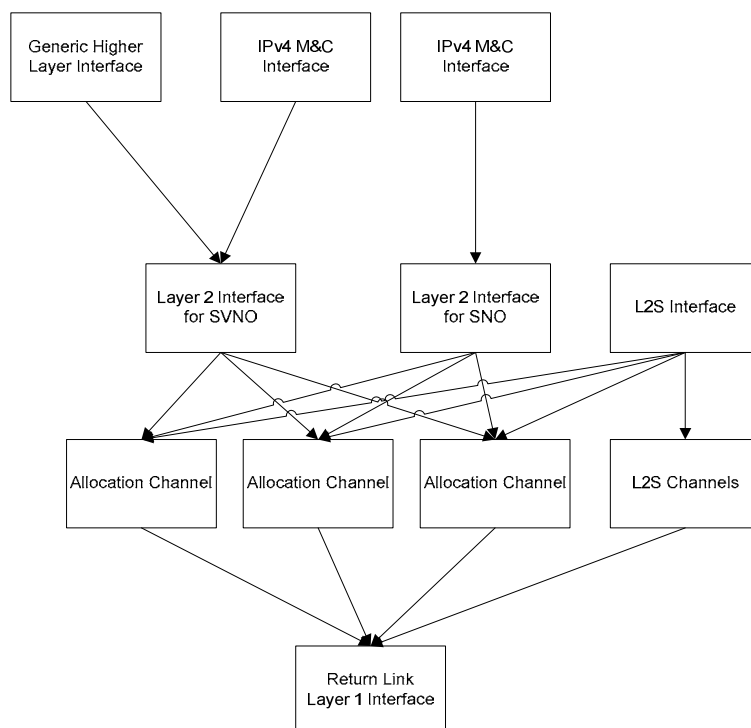 Generic Higher
Layer Interface
IPv4 M&C
Interface
IPv4 M&C
Interface
Layer 2 Interface
for SVNO
Layer 2 Interface
for SNO
L2S Interface
Allocation Channel
Allocation Channel
Allocation Channel
L2S Channels
Return Link
Layer 1 Interface